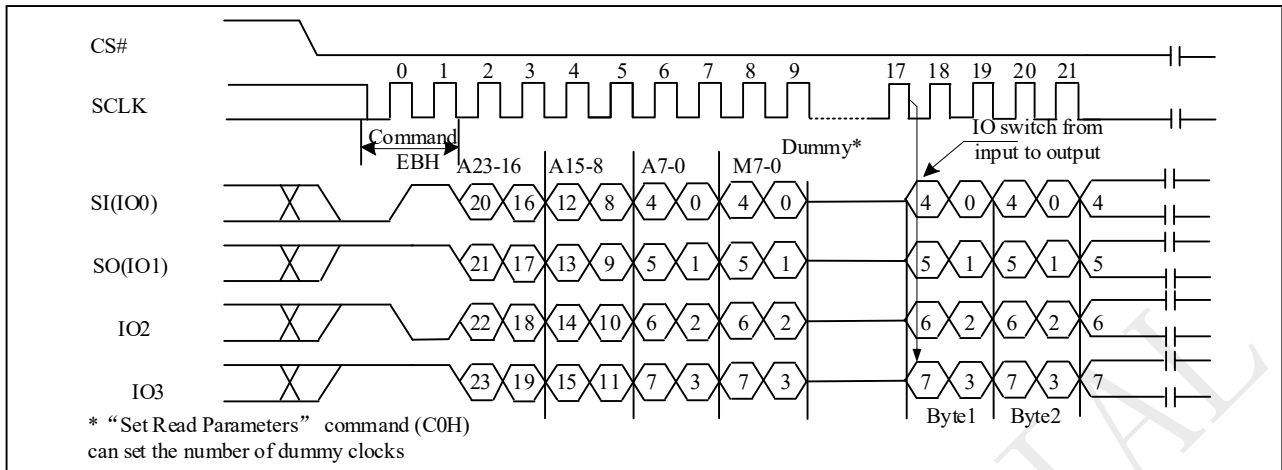 CS#
0 1 2 3 4 5 6 7 8 9 17 18 19 20 21
SCLK
Command
EBH
Dummy*
IO switch from
input to output
A23-16 A15-8 A7-0 M7-0
SI(IO0) 20 16 12 8 4 0 4 0 4 0 4 0 4
SO(IO1) 21 17 13 9 5 1 5 1 5 1 5 1 5
IO2 22 18 14 10 6 2 6 2 6 2 6 2 6
IO3 23 19 15 11 7 3 7 3 7 3 7 3 7
Byte1 Byte2
* “Set Read Parameters” command (C0H)
can set the number of dummy clocks